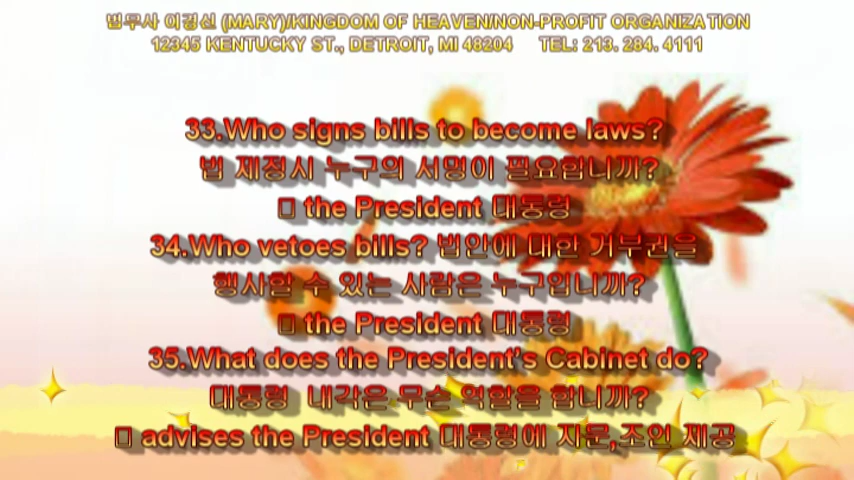 법무사 이경신 (MARY)/KINGDOM OF HEAVEN/NON-PROFIT ORGANIZATION
12345 KENTUCKY ST., DETROIT, MI 48204 TEL: 213. 284. 4111
33.Who signs bills to become laws?
법 제정시 누구의 서명이 필요합니까?
□ the President 대통령
34.Who vetoes bills? 법안에 대한 거부권을
행사할 수 있는 사람은 누구입니까?
□ the President 대통령
35.What does the President's Cabinet do?
대통령 내각은 무슨 역할을 합니까?
□ advises the President 대통령에 자문,조언 제공